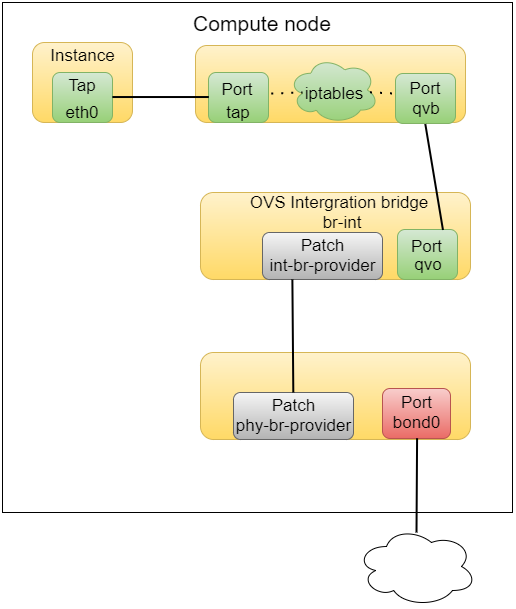 Compute node
Instance
Tap
eth0
Port
tap
iptables
Port
qvb
OVS Intergration bridge
br-int
Patch
int-br-provider
Port
qvo
Patch
phy-br-provider
Port
bond0